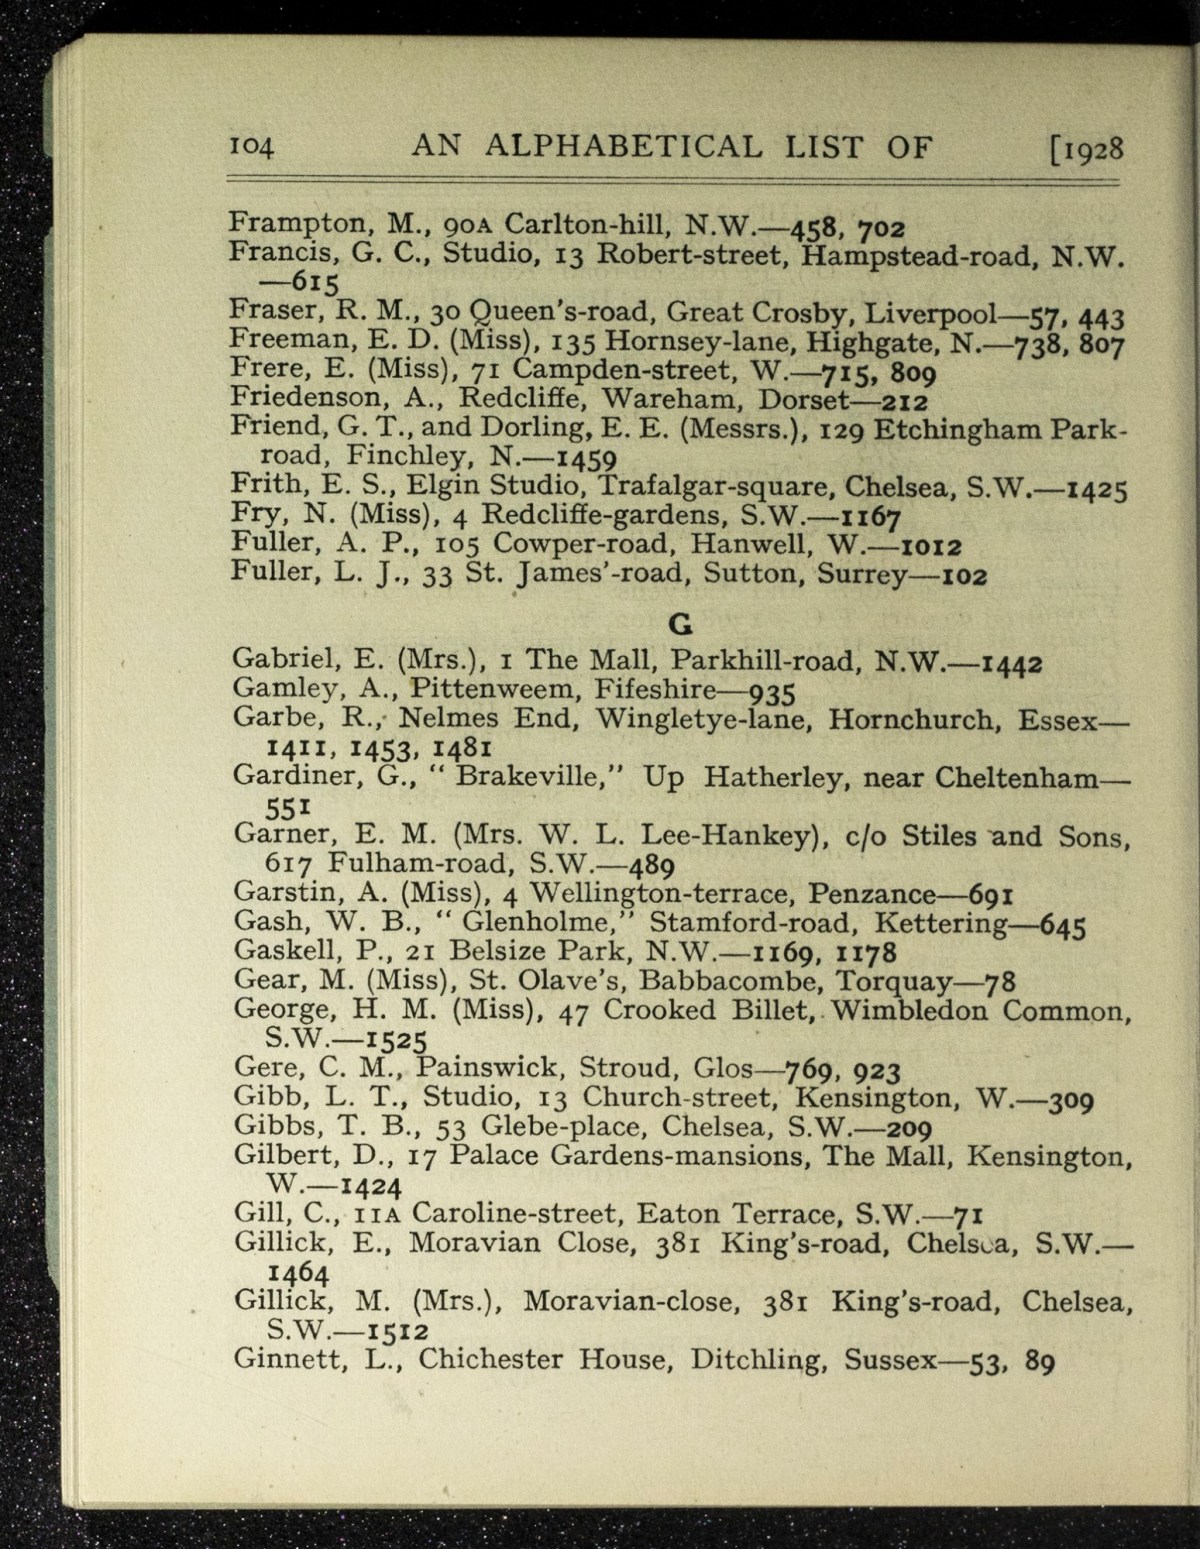 104 AN ALPHABETICAL LIST OF [1928
Frampton, M., 90A Carlton-hill, N.W.—458, 702
Francis, G. C., Studio, 13 Robert-street, Hampstead-road, N.W.
—615
Fraser, R. M., 30 Queen's-road, Great Crosby, Liverpool—57, 443
Freeman, E. D. (Miss), 135 Hornsey-lane, Highgate, N.—738, 807
Frere, E. (Miss), 71 Campden-street, W.—715, 809
Friedenson, A., Redcliffe, Wareham, Dorset—212
Friend, G. T., and Dorling, E. E. (Messrs.), 129 Etchingham Park-
road, Finchley, N.—1459
Frith, E. S., Elgin Studio, Trafalgar-square, Chelsea, S.W.—1425
Fry, N. (Miss), 4 Redcliffe-gardens, S.W.—1167
Fuller, A. P., 105 Cowper-road, Hanwell, W.—1012
Fuller, L. J., 33 St. James'-road, Sutton, Surrey—102
G
Gabriel, E. (Mrs.), 1 The Mall, Parkhill-road, N.W.—1442
Gamley, A., Pittenweem, Fifeshire—935
Garbe, R., Nelmes End, Wingletye-lane, Hornchurch, Essex—
1411, 1453, 1481
Gardiner, G., “ Brakeville,” Up Hatherley, near Cheltenham—
551
Garner, E. M. (Mrs. W. L. Lee-Hankey), c/o Stiles and Sons,
617 Fulham-road, S.W.—489
Garstin, A. (Miss), 4 Wellington-terrace, Penzance—691
Gash, W. B., “ Glenholme,” Stamford-road, Kettering—645
Gaskell, P., 21 Belsize Park, N.W.—1169, 1178
Gear, M. (Miss), St. Olave's, Babbacombe, Torquay—78
George, H. M. (Miss), 47 Crooked Billet, Wimbledon Common,
S.W.—1525
Gere, C. M., Painswick, Stroud, Glos—769, 923
Gibb, L. T., Studio, 13 Church-street, Kensington, W.—309
Gibbs, T. B., 53 Glebe-place, Chelsea, S.W.—209
Gilbert, D., 17 Palace Gardens-mansions, The Mall, Kensington,
W.—1424
Gill, C., 11A Caroline-street, Eaton Terrace, S.W.—71
Gillick, E., Moravian Close, 381 King's-road, Chelsea, S.W.—
1464
Gillick, M. (Mrs.), Moravian-close, 381 King's-road, Chelsea,
S.W.—1512
Ginnett, L., Chichester House, Ditchling, Sussex—53, 89